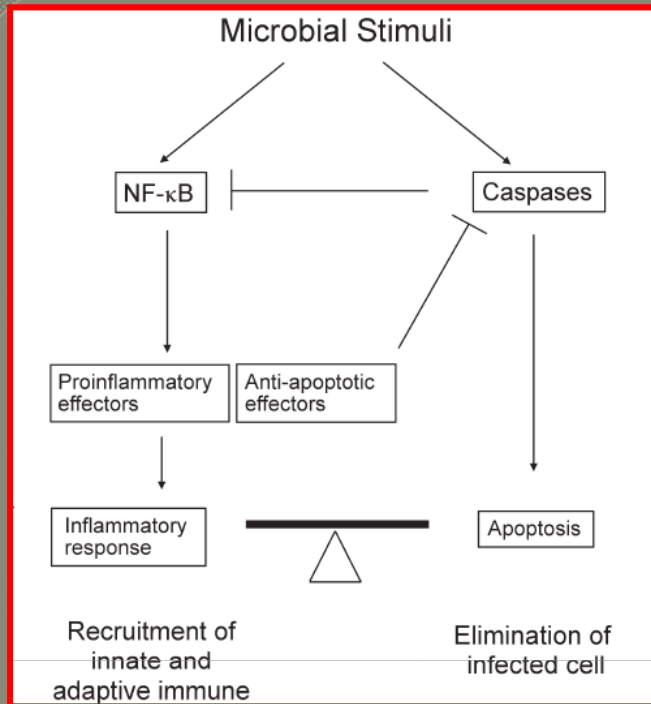 Microbial Stimuli
NF-κB
Caspases
Proinflammatory
effectors
Anti-apoptotic
effectors
Inflammatory
response
Apoptosis
Recruitment of
innate and
adaptive immune
Elimination of
infected cell